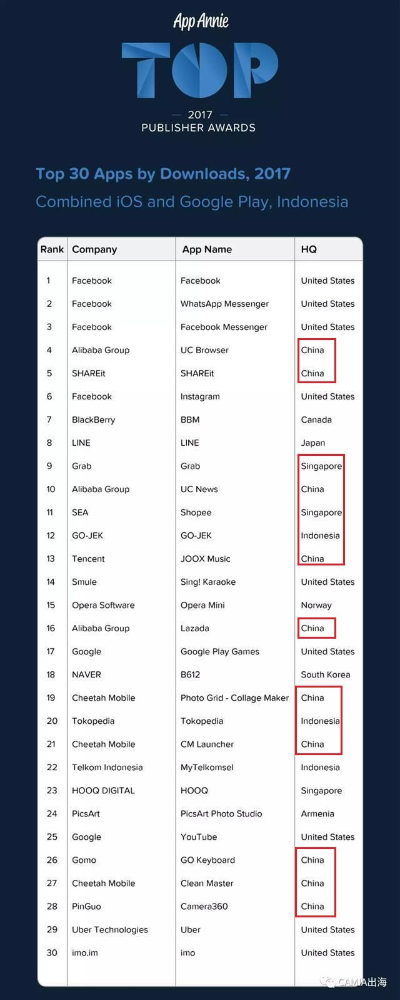 App Annie
TOP
2017
PUBLISHER AWARDS
Top 30 Apps by Downloads, 2017
Combined iOS and Google Play, Indonesia
Rank Company App Name HQ
1 Facebook Facebook United States
2 Facebook WhatsApp Messenger United States
3 Facebook Facebook Messenger United States
4 Alibaba Group UC Browser China
5 SHAREit SHAREit China
6 Facebook Instagram United States
7 BlackBerry BBM Canada
8 LINE LINE Japan
9 Grab Grab Singapore
10 Alibaba Group UC News China
11 SEA Shopee Singapore
12 GO-JEK GO-JEK Indonesia
13 Tencent JOOX Music China
14 Smule Sing! Karaoke United States
15 Opera Software Opera Mini Norway
16 Alibaba Group Lazada China
17 Google Google Play Games United States
18 NAVER B612 South Korea
19 Cheetah Mobile Photo Grid - Collage Maker China
20 Tokopedia Tokopedia Indonesia
21 Cheetah Mobile CM Launcher China
22 Telkom Indonesia MyTelkomsel Indonesia
23 HOOQ DIGITAL HOOQ Singapore
24 PicsArt PicsArt Photo Studio Armenia
25 Google YouTube United States
26 Gomo GO Keyboard China
27 Cheetah Mobile Clean Master China
28 PinGuo Camera360 China
29 Uber Technologies Uber United States
30 imo.im imo United States
CAMIA出海